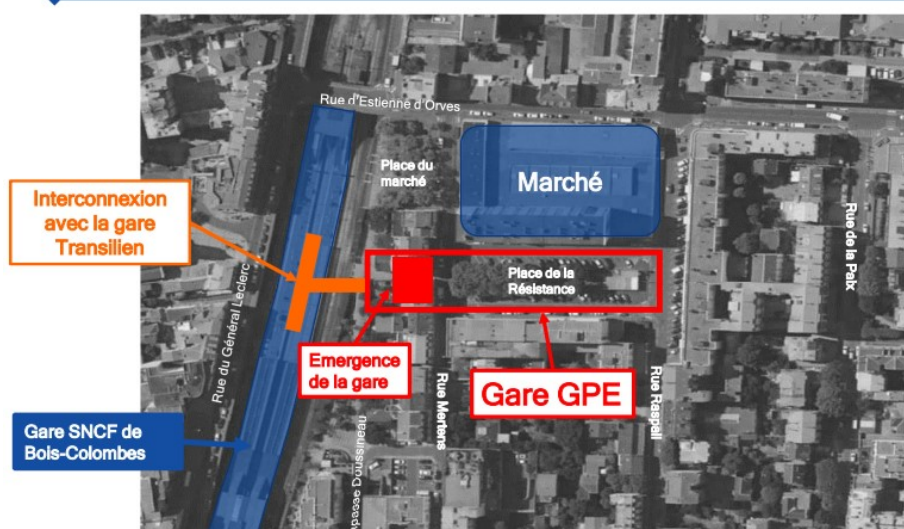 Rue d'Estienne d'Orves
Place du
marché
Marché
Interconnexion
avec la gare
Transilien
Rue du Général Leclerc
Place de la
Résistance
Rue de la Paix
Emergence
de la gare
Gare GPE
Rue Mertens
Rue Raspail
Gare SNCF de
Bois-Colombes
passe Doussineau